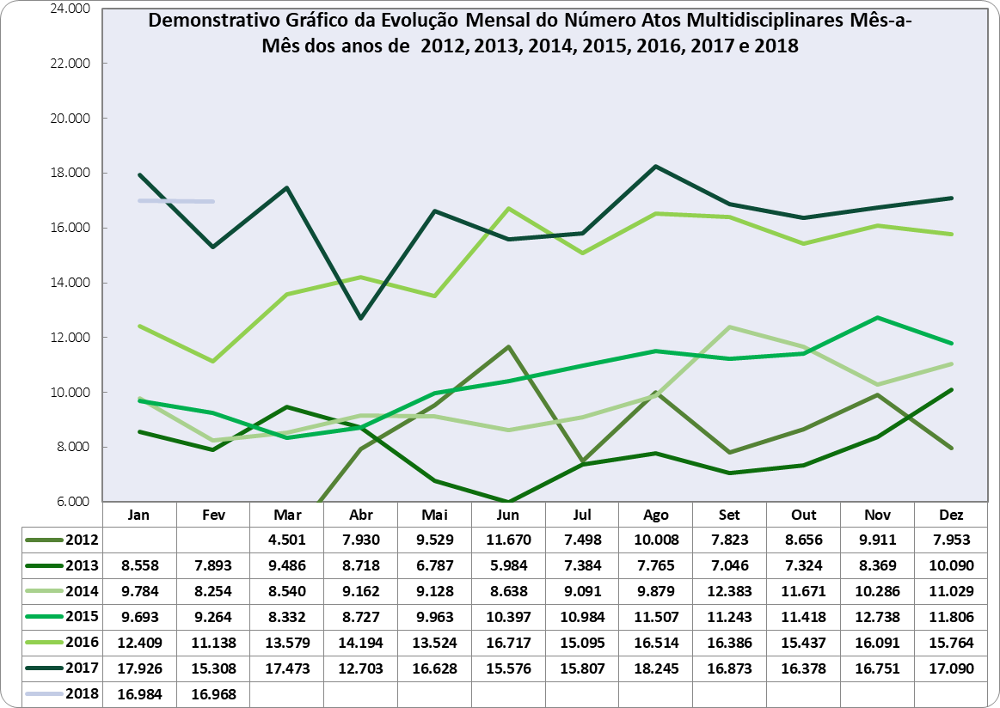 Demonstrativo Gráfico da Evolução Mensal do Número Atos Multidisciplinares Mês-a-
Mês dos anos de 2012, 2013, 2014, 2015, 2016, 2017 e 2018
24.000
22.000
20.000
18.000
16.000
14.000
12.000
10.000
8.000
6.000
Jan Fev Mar Abr Mai Jun Jul Ago Set Out Nov Dez
2012 4.501 7.930 9.529 11.670 7.498 10.008 7.823 8.656 9.911 7.953
2013 8.558 7.893 9.486 8.718 6.787 5.984 7.384 7.765 7.046 7.324 8.369 10.090
2014 9.784 8.254 8.540 9.162 9.128 8.638 9.091 9.879 12.383 11.671 10.286 11.029
2015 9.693 9.264 8.332 8.727 9.963 10.397 10.984 11.507 11.243 11.418 12.738 11.806
2016 12.409 11.138 13.579 14.194 13.524 16.717 15.095 16.514 16.386 15.437 16.091 15.764
2017 17.926 15.308 17.473 12.703 16.628 15.576 15.807 18.245 16.873 16.378 16.751 17.090
2018 16.984 16.968